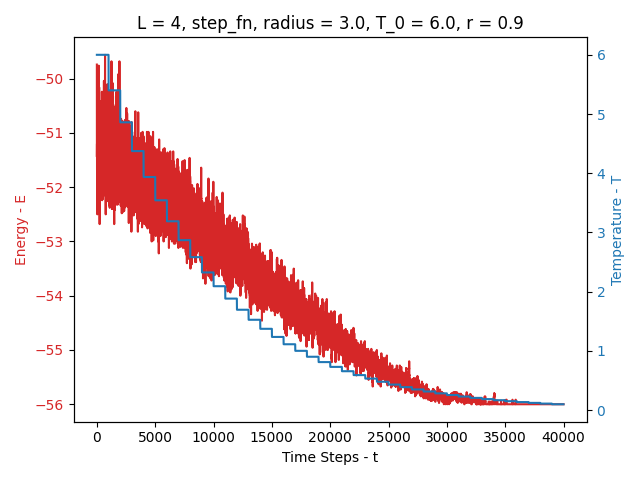 L = 4, step_fn, radius = 3.0, T_0 = 6.0, r = 0.9
−50
−51
−52
−53
−54
−55
−56
Energy - E
6
5
4
3
2
1
0
Temperature - T
0 5000 10000 15000 20000 25000 30000 35000 40000
Time Steps - t